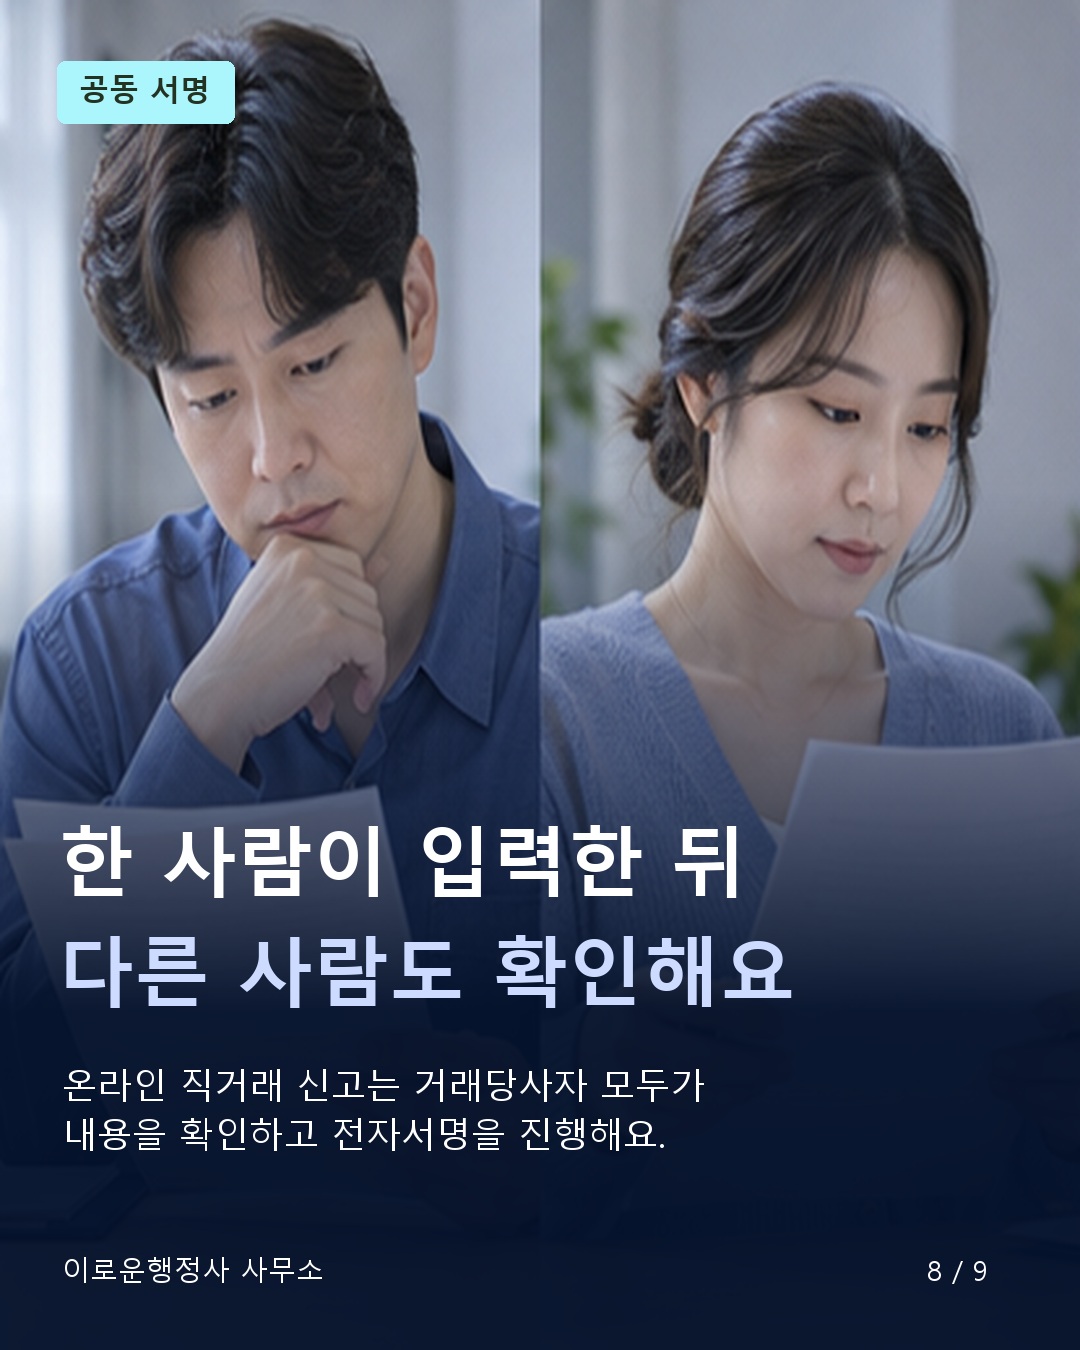 공동 서명
한 사람이 입력한 뒤
다른 사람도 확인해요
온라인 직거래 신고는 거래당사자 모두가
내용을 확인하고 전자서명을 진행해요.
이로운행정사 사무소
8 / 9